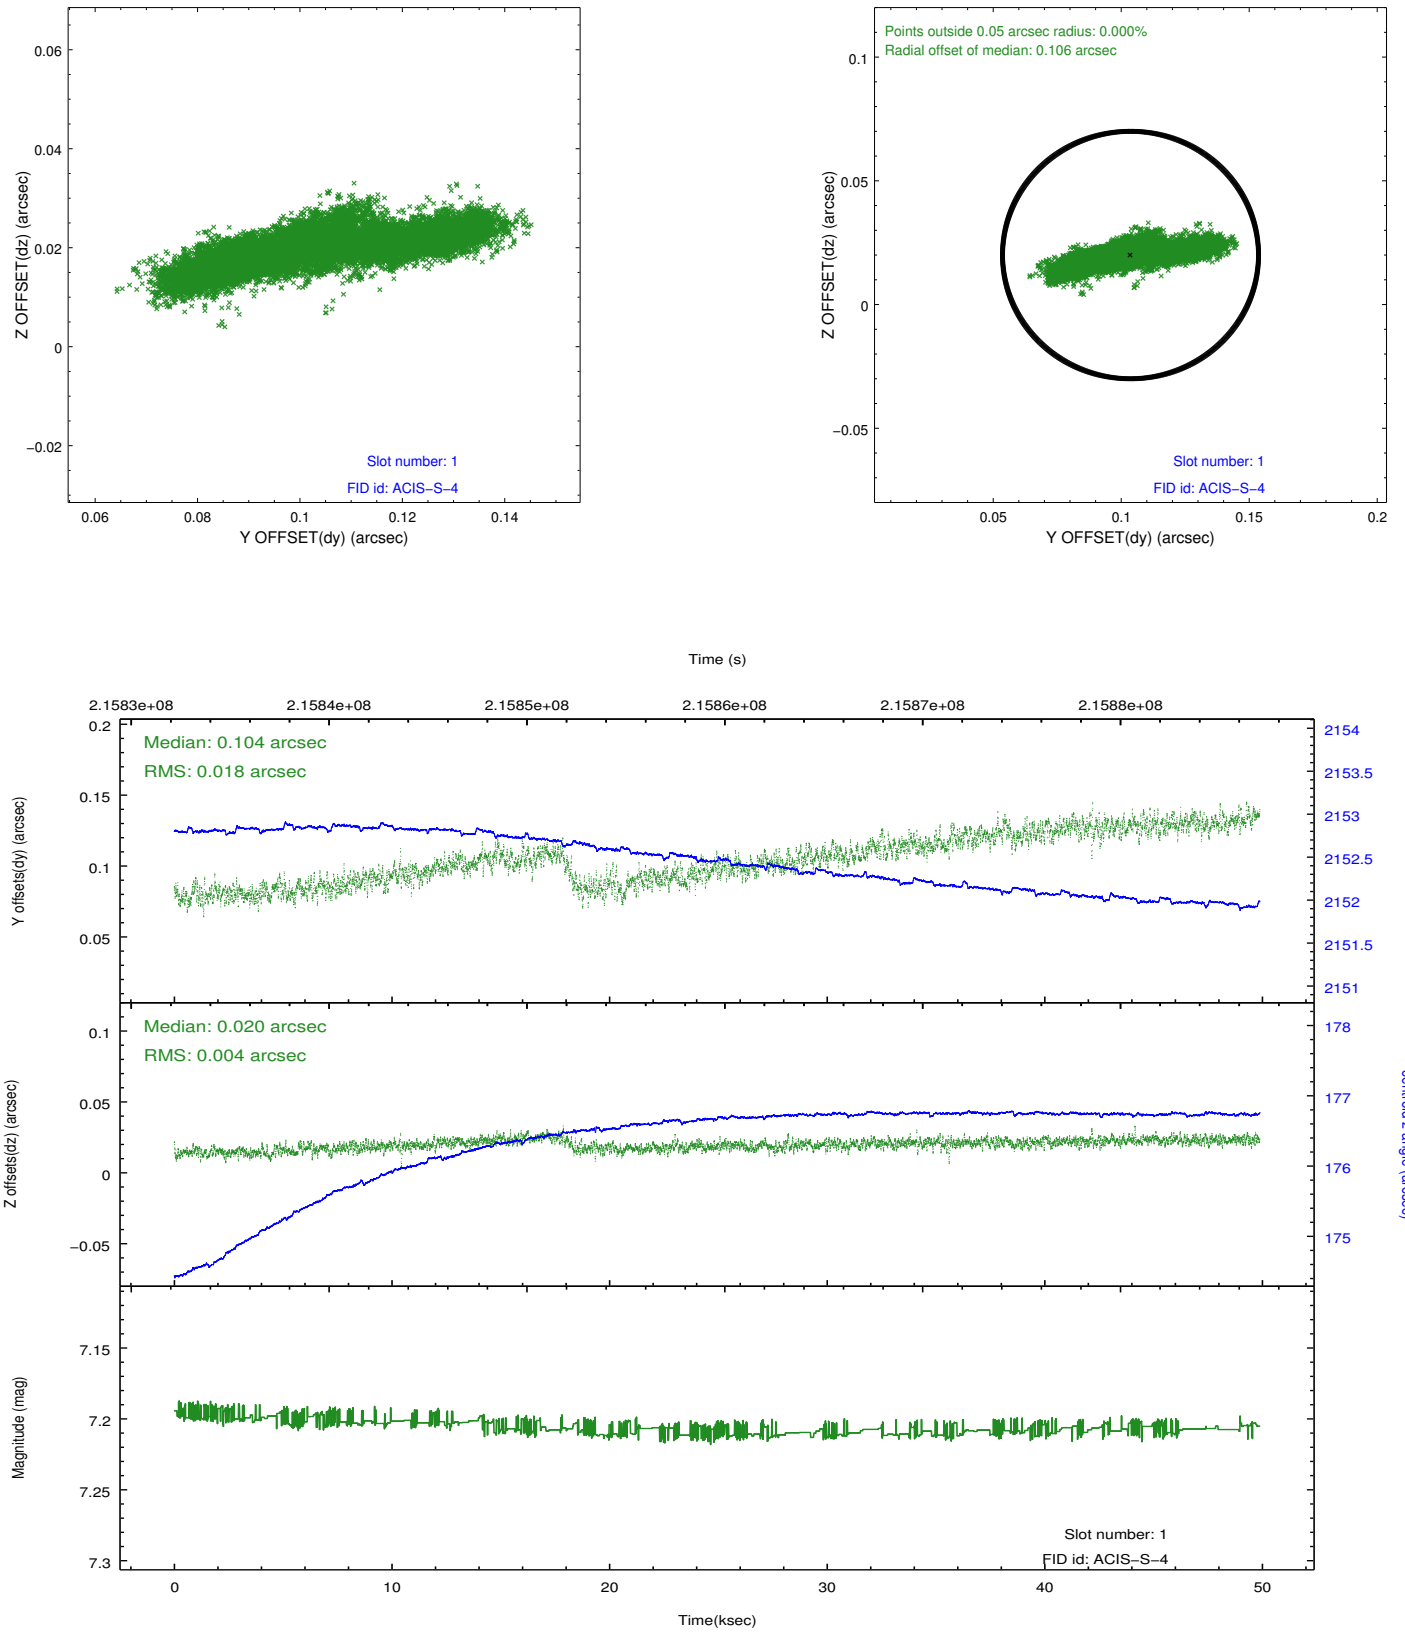 0.06
0.04
0.02
0
−0.02
Z OFFSET(dz) (arcsec)
Slot number: 1
FID id: ACIS−S−4
0.06 0.08 0.1 0.12 0.14
Y OFFSET(dy) (arcsec)
Points outside 0.05 arcsec radius: 0.000%
Radial offset of median: 0.106 arcsec
0.1
0.05
0
−0.05
Z OFFSET(dz) (arcsec)
Slot number: 1
FID id: ACIS−S−4
0.05 0.1 0.15 0.2
Y OFFSET(dy) (arcsec)
Time (s)
2.1583e+08 2.1584e+08 2.1585e+08 2.1586e+08 2.1587e+08 2.1588e+08
Median: 0.104 arcsec
RMS: 0.018 arcsec
0.2
0.15
0.1
0.05
Y offsets(dy) (arcsec)
2154
2153.5
2153
2152.5
2152
2151.5
2151
Median: 0.020 arcsec
RMS: 0.004 arcsec
0.1
0.05
0
−0.05
Z offsets(dz) (arcsec)
178
177
176
175
7.15
7.2
7.25
7.3
Magnitude (mag)
Slot number: 1
FID id: ACIS−S−4
0 10 20 30 40 50
Time(ksec)